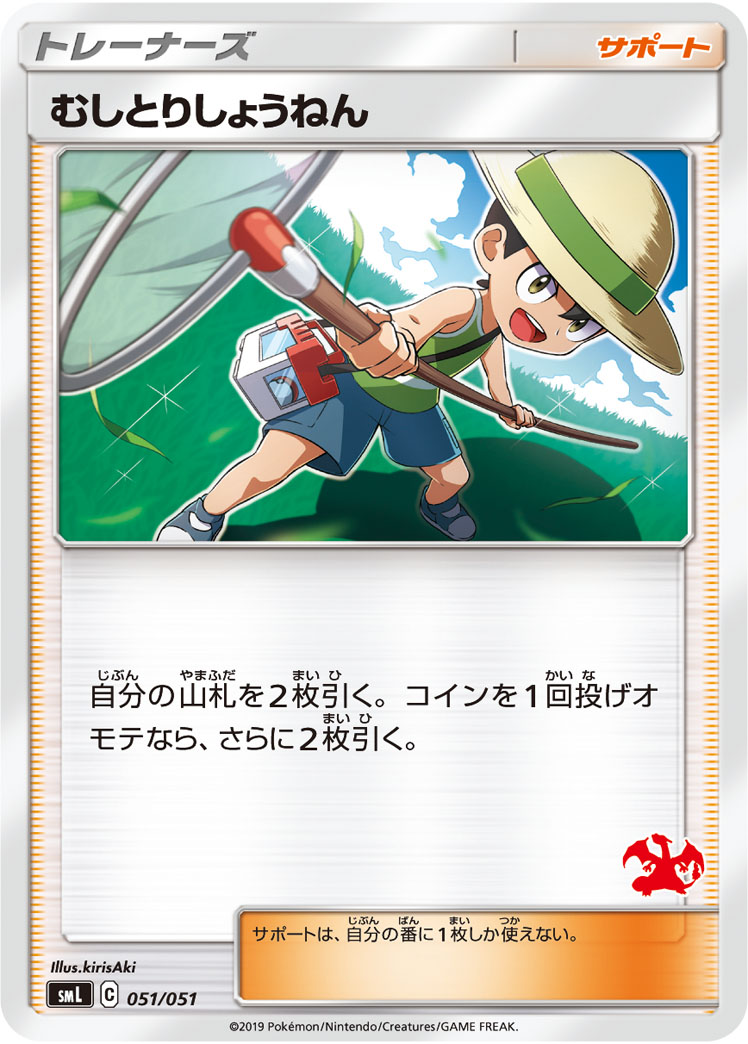 トレーナーズ
サポート
むしとりしょうねん
じぶん やまふだ まい ひ かい な
自分の山札を2枚引く。コインを1回投げオ
まい ひ
モテなら、さらに2枚引く。
じぶん ばん まい つか
サポートは、自分の番に1枚しか使えない。
Illus.kirisAki
SML C 051/051
©2019 Pokémon/Nintendo/Creatures/GAME FREAK.